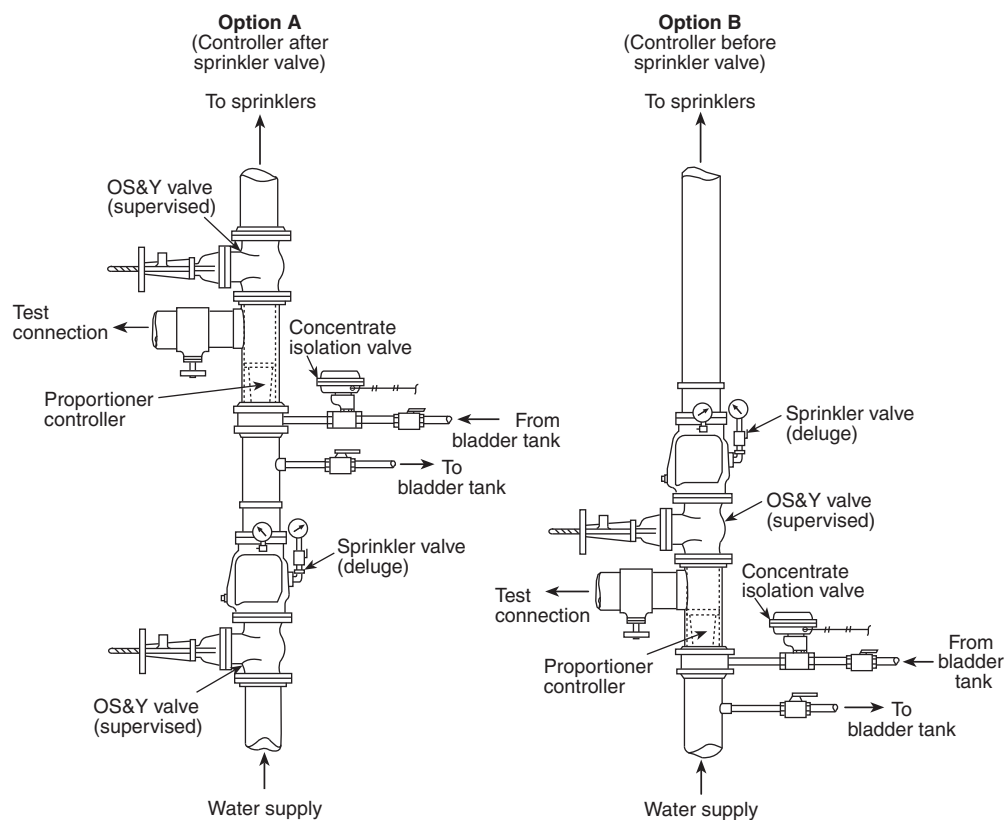 Option A
(Controller after
sprinkler valve)
To sprinklers
OS&Y valve
(supervised)
Test
connection
Concentrate
isolation valve
Proportioner
controller
From
bladder tank
To
bladder tank
Sprinkler valve
(deluge)
OS&Y valve
(supervised)
Water supply
Option B
(Controller before
sprinkler valve)
To sprinklers
Sprinkler valve
(deluge)
OS&Y valve
(supervised)
Test
connection
Concentrate
isolation valve
Proportioner
controller
From
bladder
tank
To
bladder tank
Water supply